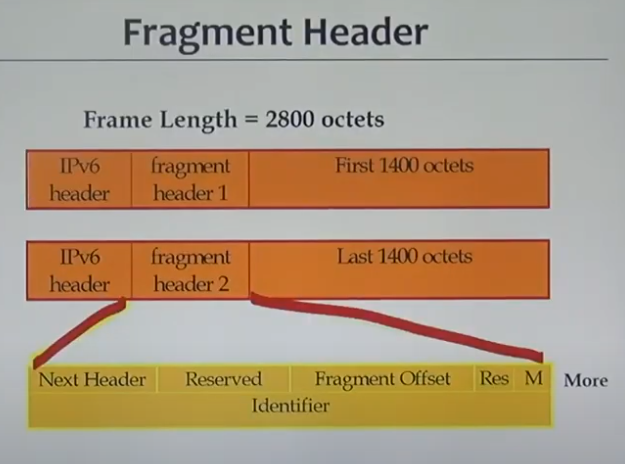 Fragment Header
Frame Length = 2800 octets
IPv6 header
fragment header 1
First 1400 octets
IPv6 header
fragment header 2
Last 1400 octets
Next Header
Reserved
Fragment Offset
Res
M
More
Identifier